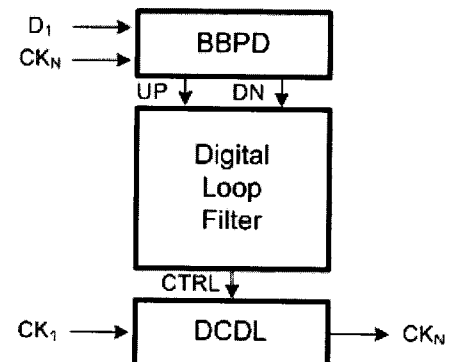 D₁
BBPD
CKN
UP
DN
Digital
Loop
Filter
CTRL
CK₁
DCDL
CKN